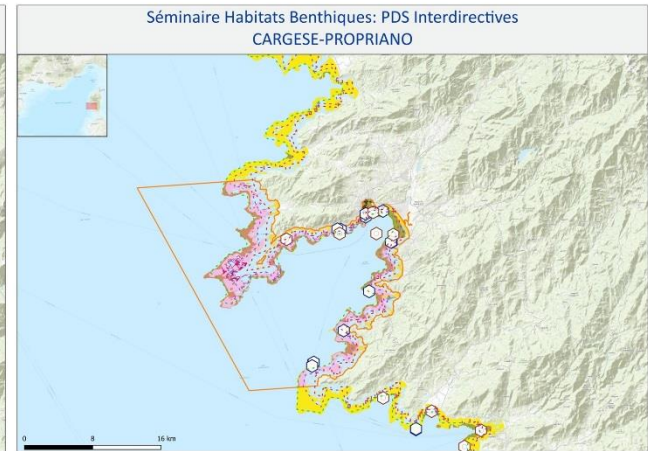 Séminaire Habitats Benthiques: PDS Interdirectives
CARGESE-PROPRIANO
0 8 16 km